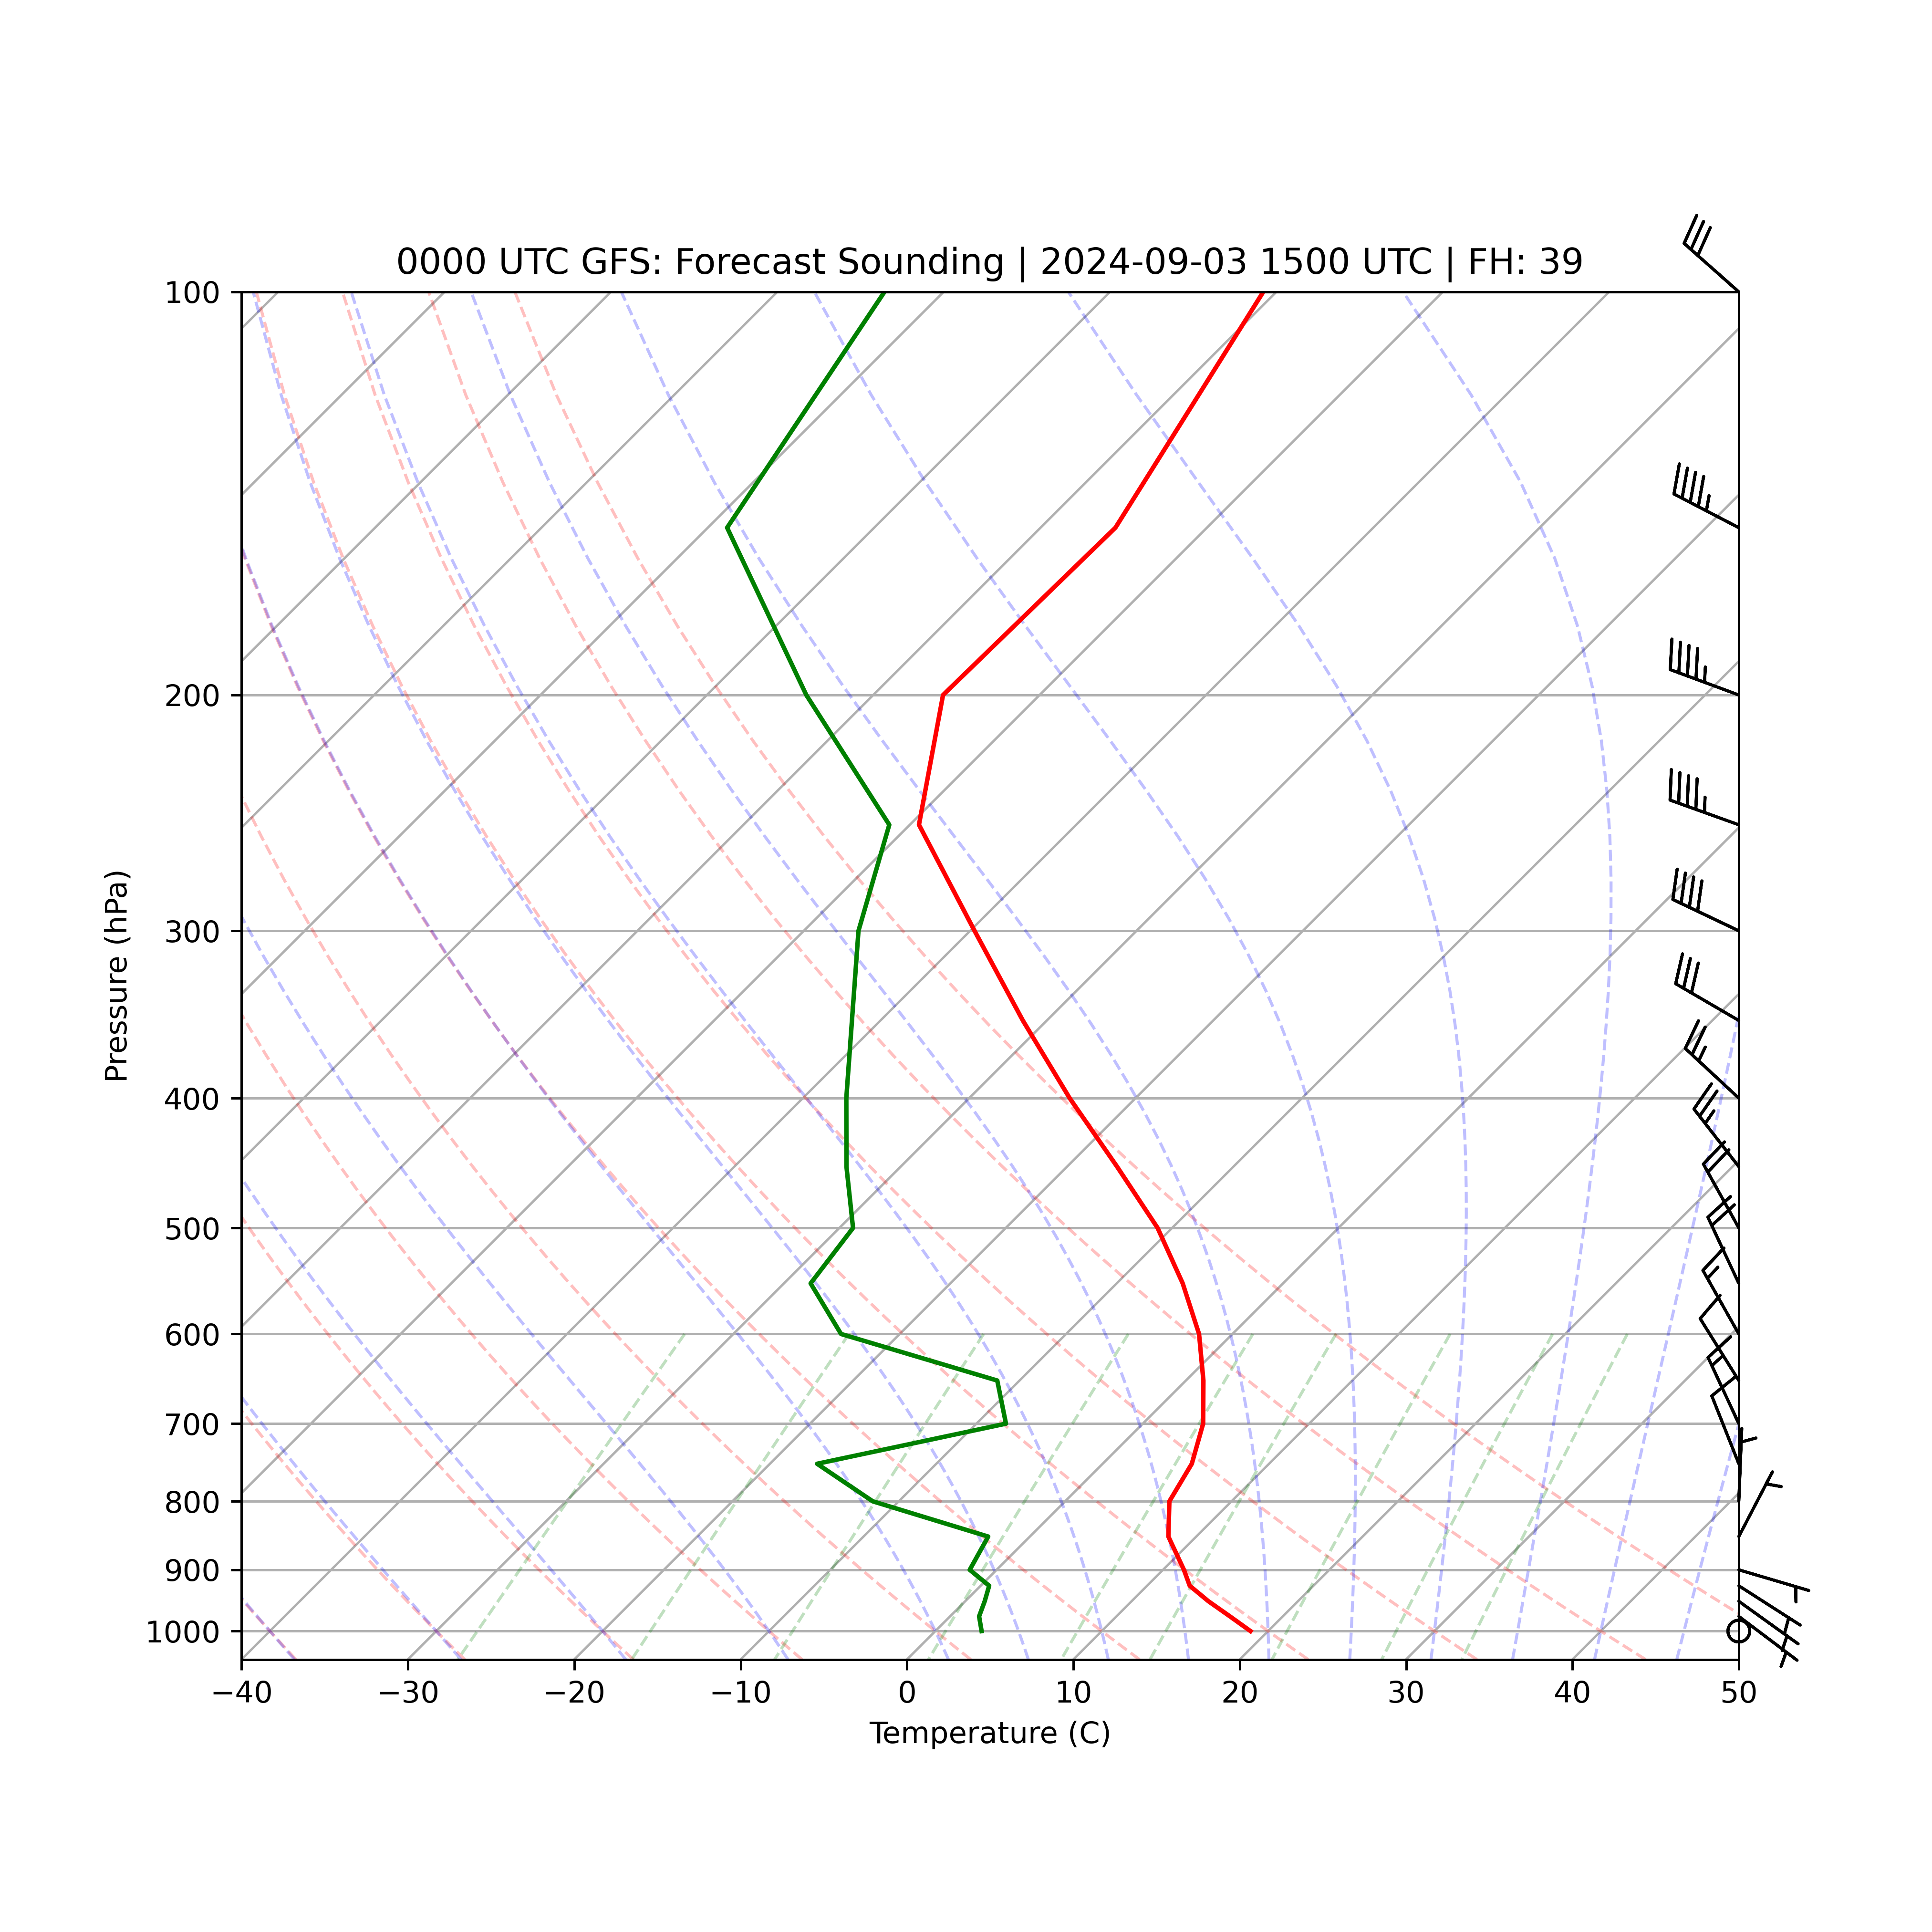 0000 UTC GFS: Forecast Sounding | 2024-09-03 1500 UTC | FH: 39
100
200
300
400
500
600
700
800
900
1000
Pressure (hPa)
−40 −30 −20 −10 0 10 20 30 40 50
Temperature (C)